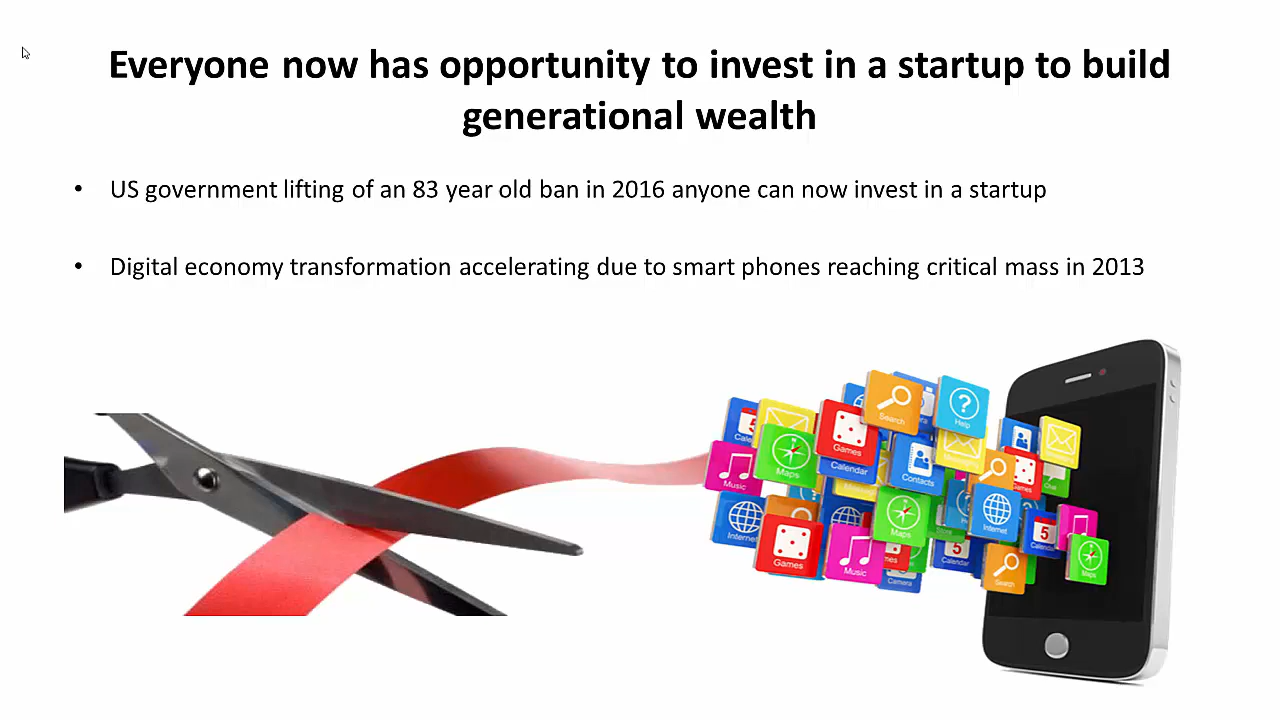 Everyone now has opportunity to invest in a startup to build
generational wealth
• US government lifting of an 83 year old ban in 2016 anyone can now invest in a startup
• Digital economy transformation accelerating due to smart phones reaching critical mass in 2013
Search
Help
Games
Calendar
Maps
Contacts
Music
Internet
Games
Music
Maps
Camera
Calendar
Internet
Search
Games
Chat
5
Calendar
Maps